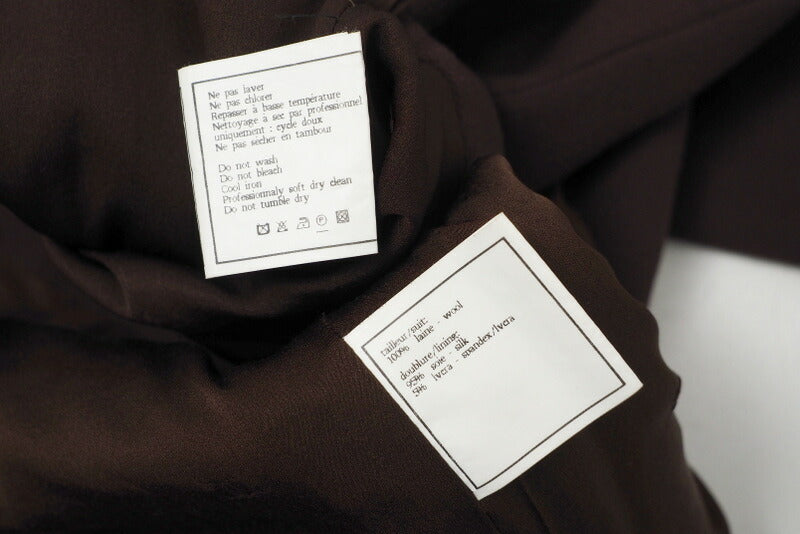 Ne pas laver
Ne pas chlorer
Repasser à basse température
Nettoyage à sec par professionnel
uniquement : cycle doux
Ne pas sécher en tambour
Do not wash
Do not bleach
Cool iron
Professionnaly soft dry clean
Do not tumble dry
P
tailleur/suit:
100% laine - wool
doublure/lining:
95% soie - silk
5% lycra - spandex/lycra